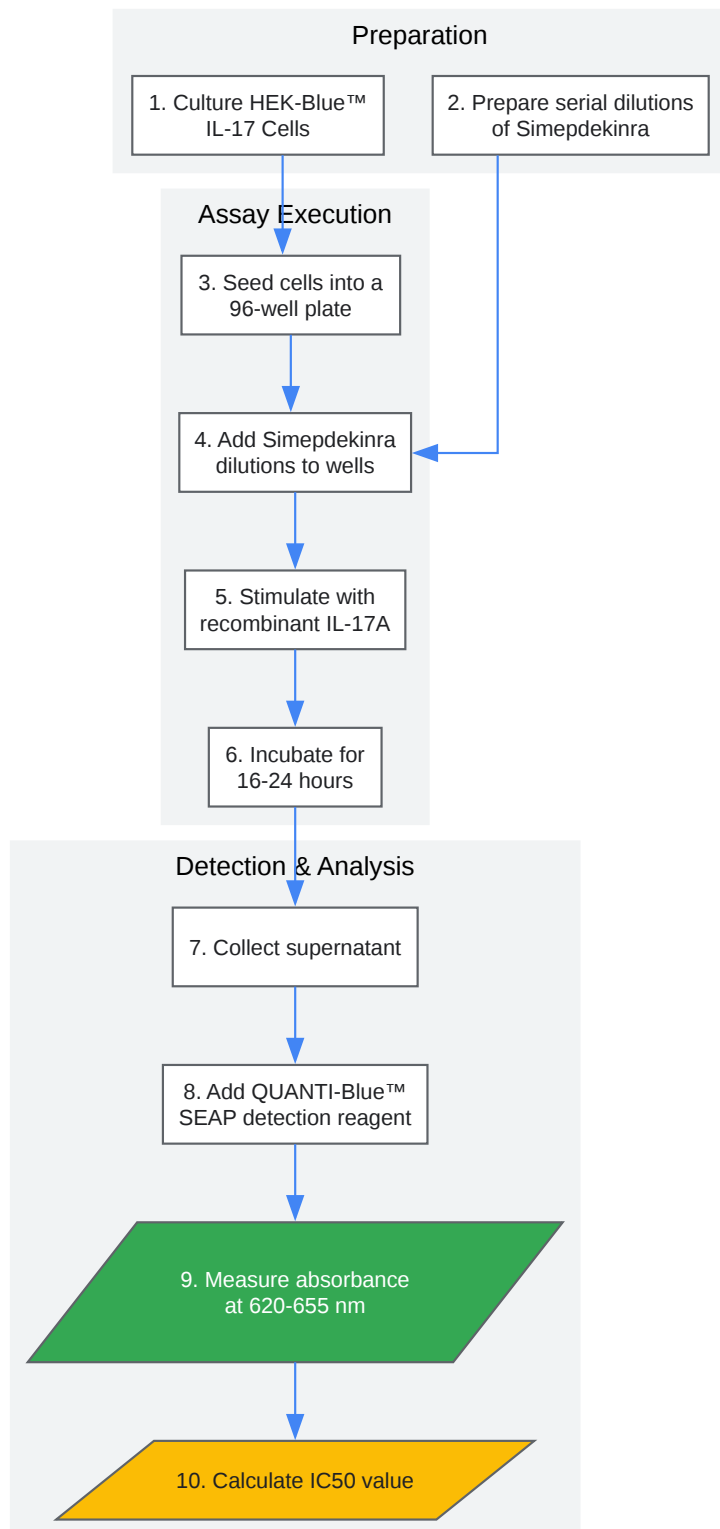 Preparation
1. Culture HEK-Blue™
IL-17 Cells
2. Prepare serial dilutions
of Simepdekinra
Assay Execution
3. Seed cells into a
96-well plate
4. Add Simepdekinra
dilutions to wells
5. Stimulate with
recombinant IL-17A
6. Incubate for
16-24 hours
Detection & Analysis
7. Collect supernatant
8. Add QUANTI-Blue™
SEAP detection reagent
9. Measure absorbance
at 620-655 nm
10. Calculate IC50 value